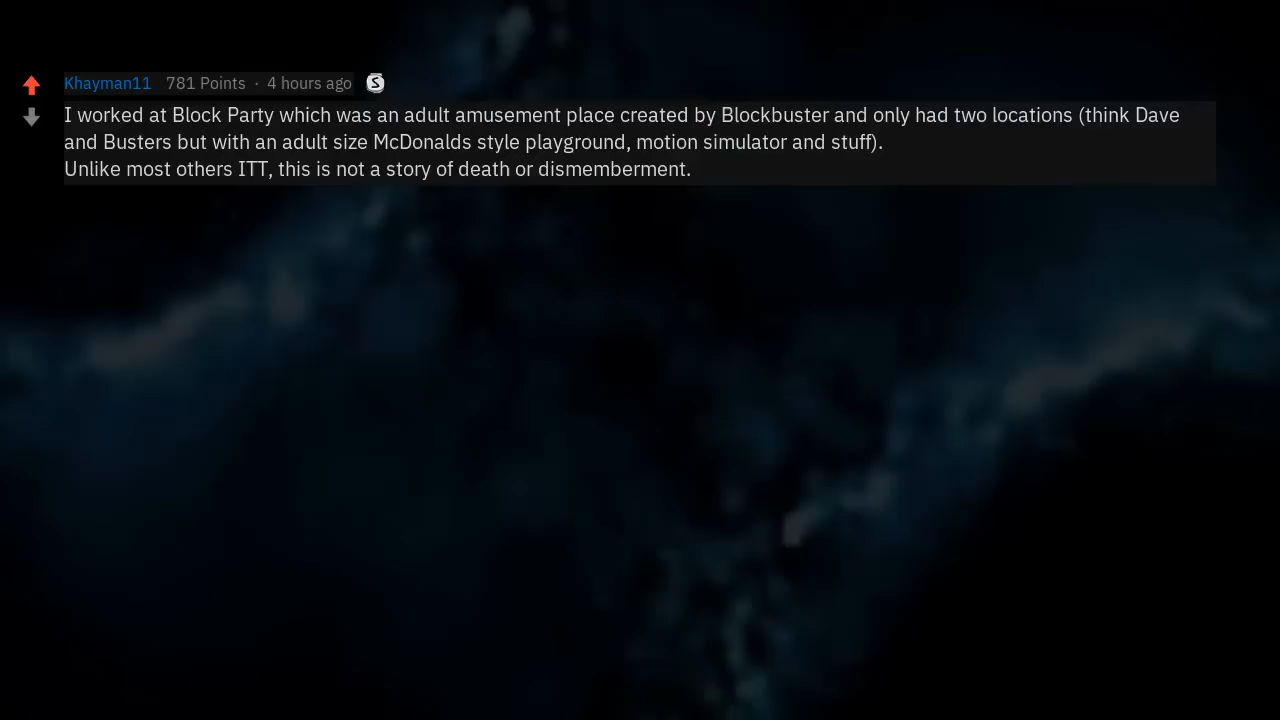 Khayman11 781 Points · 4 hours ago S
I worked at Block Party which was an adult amusement place created by Blockbuster and only had two locations (think Dave
and Busters but with an adult size McDonalds style playground, motion simulator and stuff).
Unlike most others ITT, this is not a story of death or dismemberment.